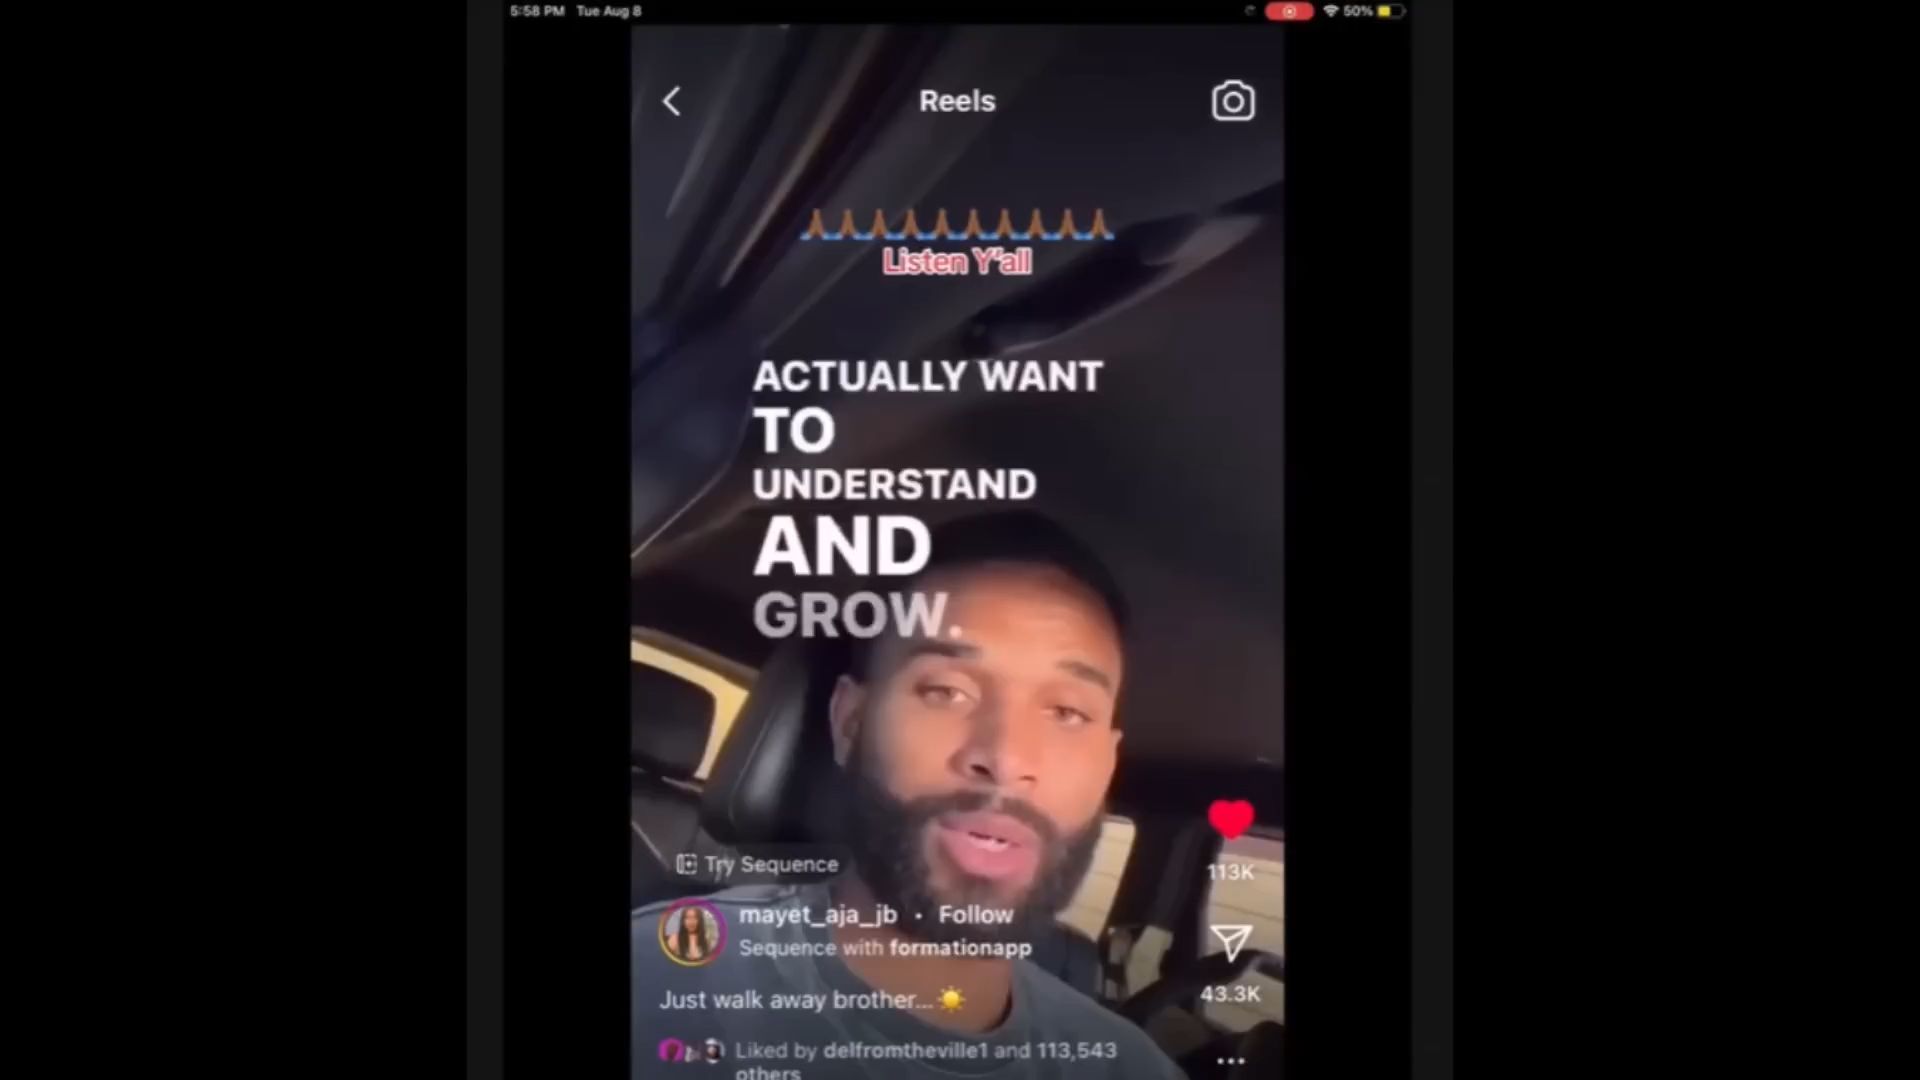 5:58 PM Tue Aug 8
50%
Reels
Listen Y'all
ACTUALLY WANT
TO
UNDERSTAND
AND
GROW.
Try Sequence
113K
mayet_aja_jb • Follow
Sequence with formationapp
43.3K
Just walk away brother...
Liked by delfromtheville1 and 113,543
others